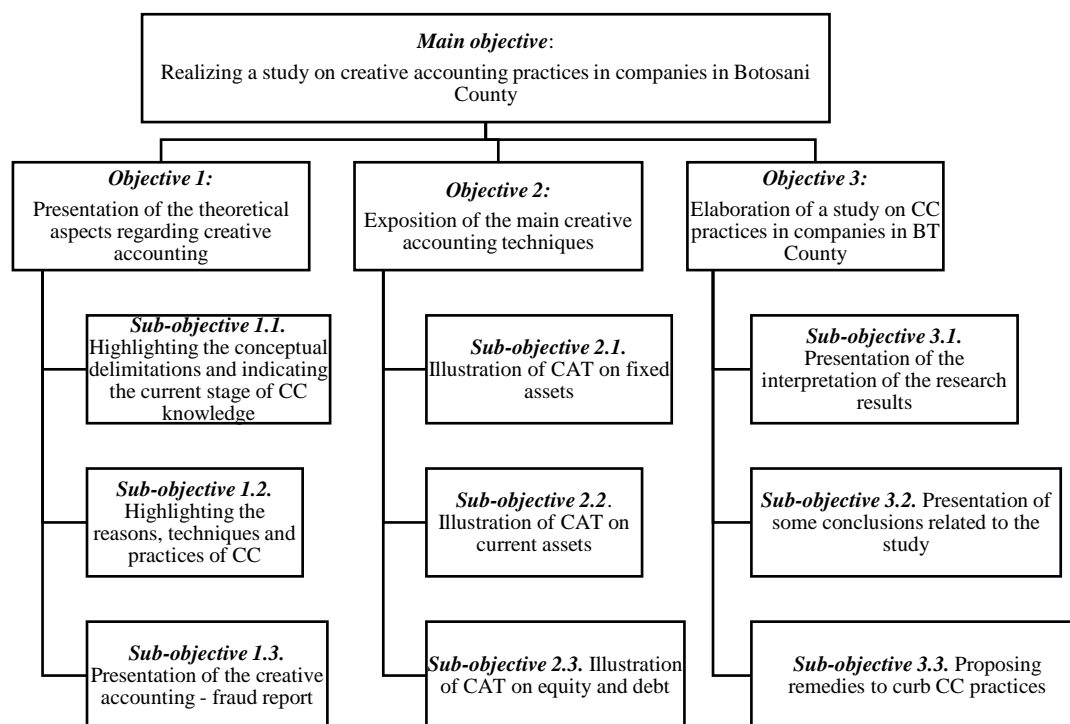 Main objective:
Realizing a study on creative accounting practices in companies in Botosani
County
Objective 1:
Presentation of the theoretical
aspects regarding creative
accounting
Sub-objective 1.1.
Highlighting the conceptual
delimitations and indicating
the current stage of CC
knowledge
Sub-objective 1.2.
Highlighting the
reasons, techniques and
practices of CC
Sub-objective 1.3.
Presentation of the creative
accounting - fraud report
Objective 2:
Exposition of the main creative
accounting techniques
Sub-objective 2.1.
Illustration of CAT on fixed
assets
Sub-objective 2.2.
Illustration of CAT on
current assets
Sub-objective 2.3. Illustration
of CAT on equity and debt
Objective 3:
Elaboration of a study on CC
practices in companies in BT
County
Sub-objective 3.1.
Presentation of the
interpretation of the research
results
Sub-objective 3.2. Presentation of
some conclusions related to the
study
Sub-objective 3.3. Proposing
remedies to curb CC practices